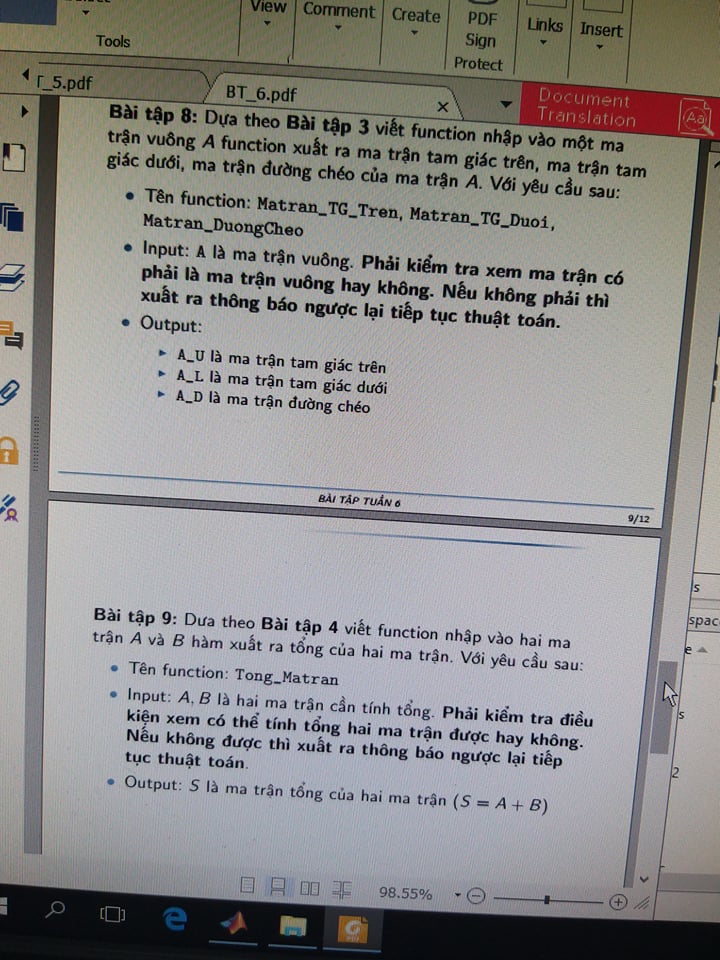 View
Comment
Create
PDF
Sign
Links
Insert
Tools
Protect
T_5.pdf
BT_6.pdf
Document
Translation
Aa
Bài tập 8: Dựa theo Bài tập 3 viết function nhập vào một ma
trận vuông A function xuất ra ma trận tam giác trên, ma trận tam
giác dưới, ma trận đường chéo của ma trận A. Với yêu cầu sau:
• Tên function: Matran_TG_Tren, Matran_TG_Duoi,
Matran_DuongCheo
• Input: A là ma trận vuông. Phải kiểm tra xem ma trận có
phải là ma trận vuông hay không. Nếu không phải thì
xuất ra thông báo ngược lại tiếp tục thuật toán.
• Output:
► A_U là ma trận tam giác trên
► A_L là ma trận tam giác dưới
► A_D là ma trận đường chéo
BÀI TẬP TUẦN 6
9/12
Bài tập 9: Dưa theo Bài tập 4 viết function nhập vào hai ma
trận A và B hàm xuất ra tổng của hai ma trận. Với yêu cầu sau:
• Tên function: Tong_Matran
• Input: A, B là hai ma trận cần tính tổng. Phải kiểm tra điều
kiện xem có thể tính tổng hai ma trận được hay không.
Nếu không được thì xuất ra thông báo ngược lại tiếp
tục thuật toán.
• Output: S là ma trận tổng của hai ma trận (S = A + B)
s
spac
e
s
2
98.55%